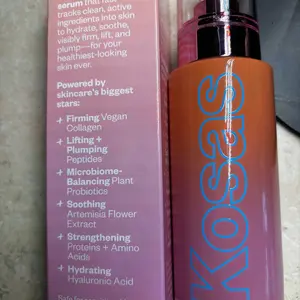 serum that fast-
tracks clean, active
ingredients into skin
to hydrate, soothe,
visibly firm, lift, and
plump—for your
healthiest-looking
skin ever.
Powered by
skincare's biggest
stars:
+ Firming Vegan
Collagen
+ Lifting +
Plumping
Peptides
+ Microbiome-
Balancing Plant
Probiotics
+ Soothing
Artemisia Flower
Extract
+ Strengthening
Proteins + Amino
Acids
+ Hydrating
Hyaluronic Acid
Kosas